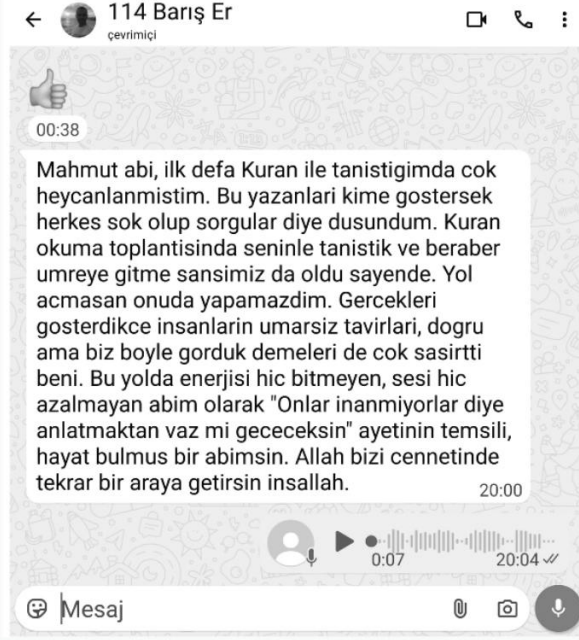 114 Barış Er
çevrimiçi
00:38
Mahmut abi, ilk defa Kuran ile tanistigimda cok
heycanlanmistim. Bu yazanlari kime gostersek
herkes sok olup sorgular diye dusundum. Kuran
okuma toplantisinda seninle tanistik ve beraber
umreye gitme sansimiz da oldu sayende. Yol
acmasan onuda yapamazdim. Gercekleri
gosterdikce insanlarin umarsiz tavirlari, dogru
ama biz boyle gorduk demeleri de cok sasirtti
beni. Bu yolda enerjisi hic bitmeyen, sesi hic
azalmayan abim olarak "Onlar inanmiyorlar diye
anlatmaktan vaz mi gececeksin" ayetinin temsili,
hayat bulmus bir abimsin. Allah bizi cennetinde
tekrar bir araya getirsin insallah.
20:00
0:07 20:04
Mesaj